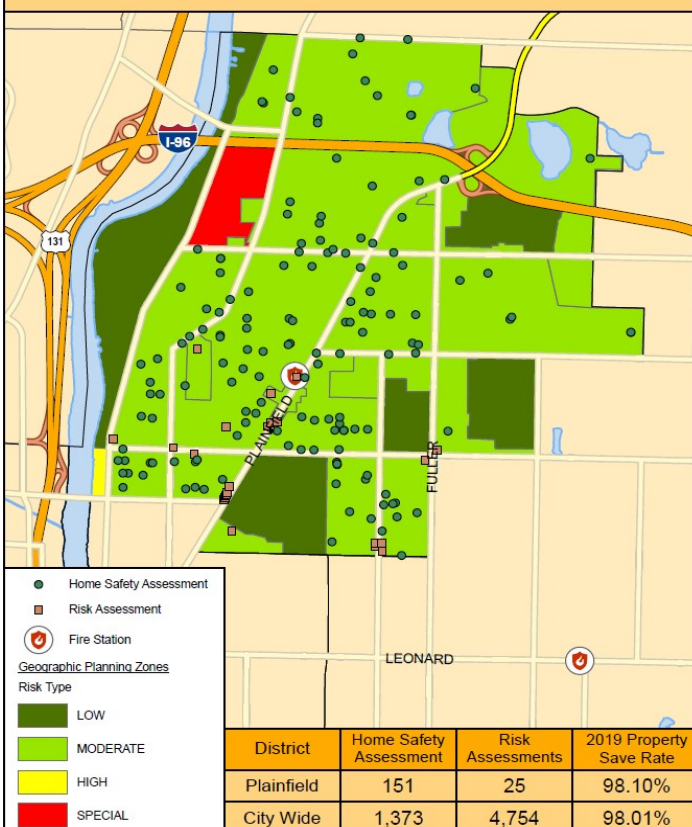 I-96
131
PLAINFIELD
FULLER
LEONARD
Home Safety Assessment
Risk Assessment
Fire Station
Geographic Planning Zones
Risk Type
LOW
MODERATE
HIGH
SPECIAL
District Home Safety Assessment Risk Assessments 2019 Property Save Rate
Plainfield 151 25 98.10%
City Wide 1,373 4,754 98.01%